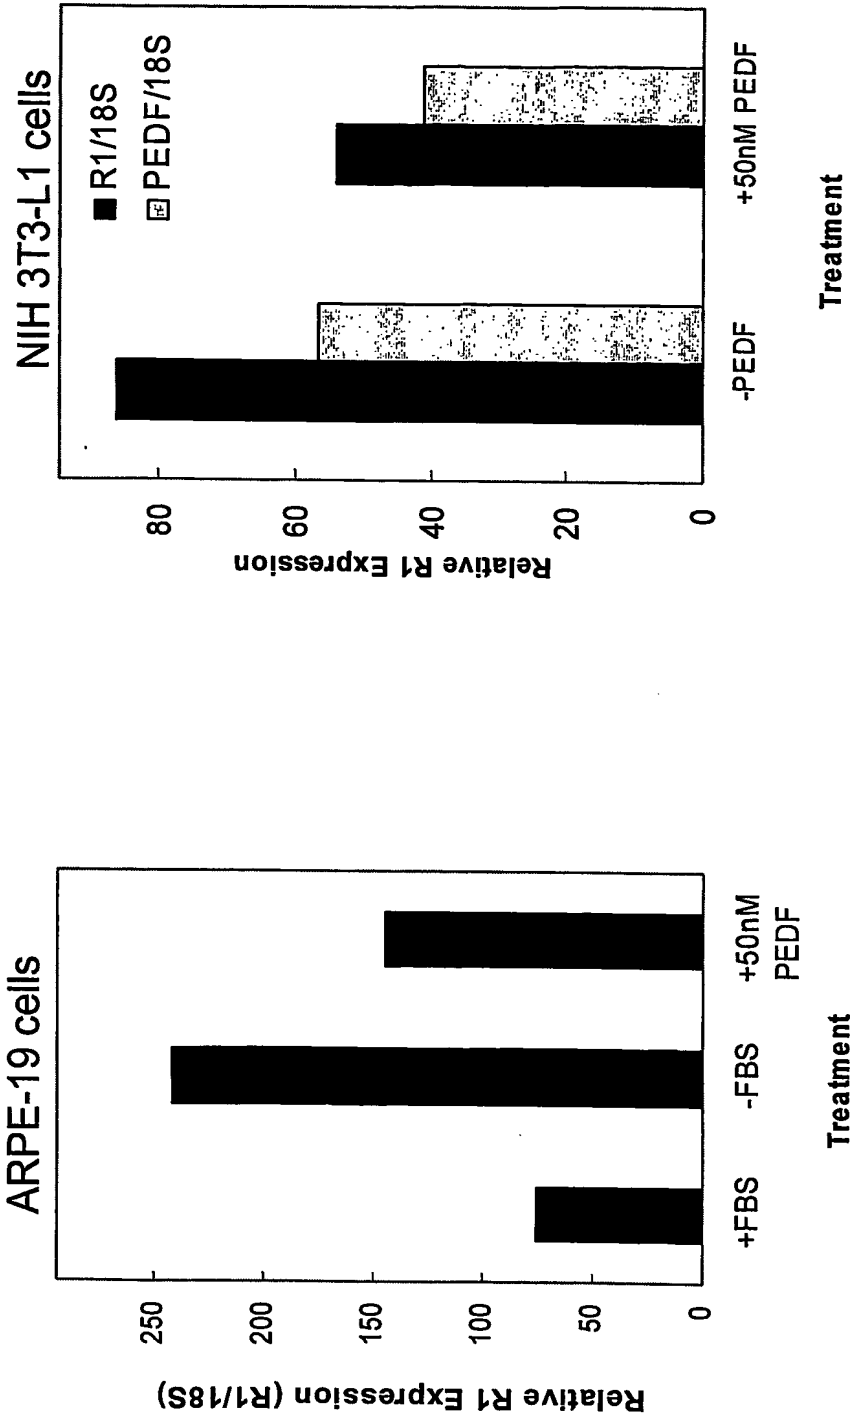 ARPE-19 cells
Relative R1 Expression (R1/18S)
250
200
150
100
50
0
+FBS
-FBS
+50nM
PEDF
Treatment
NIH 3T3-L1 cells
R1/18S
PEDF/18S
Relative R1 Expression
80
60
40
20
0
-PEDF
+50nM PEDF
Treatment